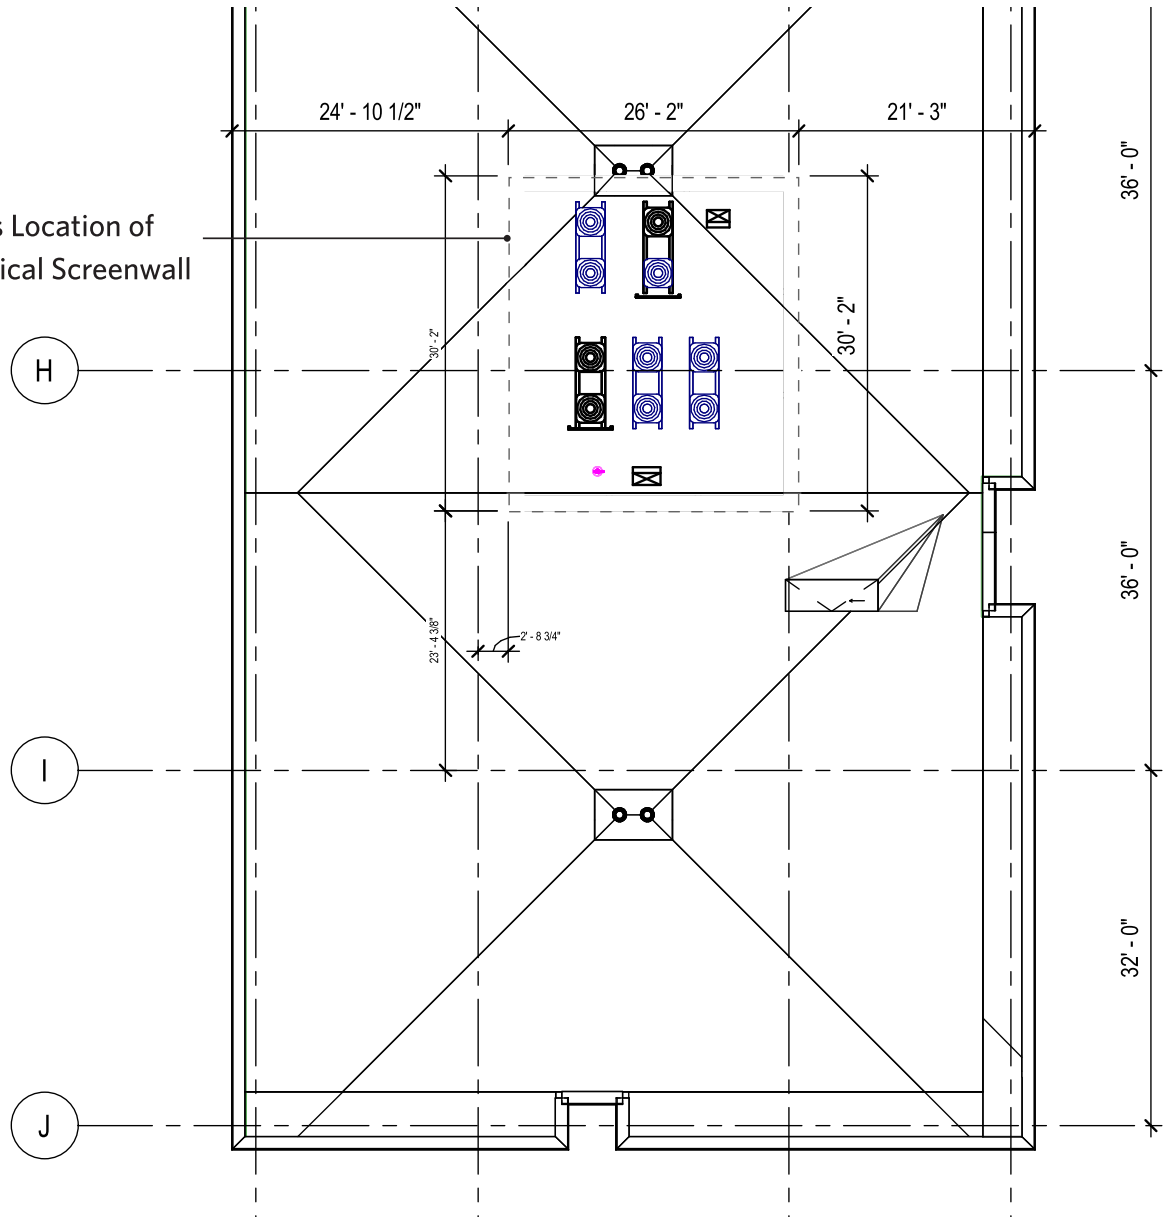 24' - 10 1/2"
26' - 2"
21' - 3"
36' - 0"
s Location of
ical Screenwall
30' - 2"
30' - 2"
H
36' - 0"
23' - 4 3/8"
2' - 8 3/4"
I
32' - 0"
J